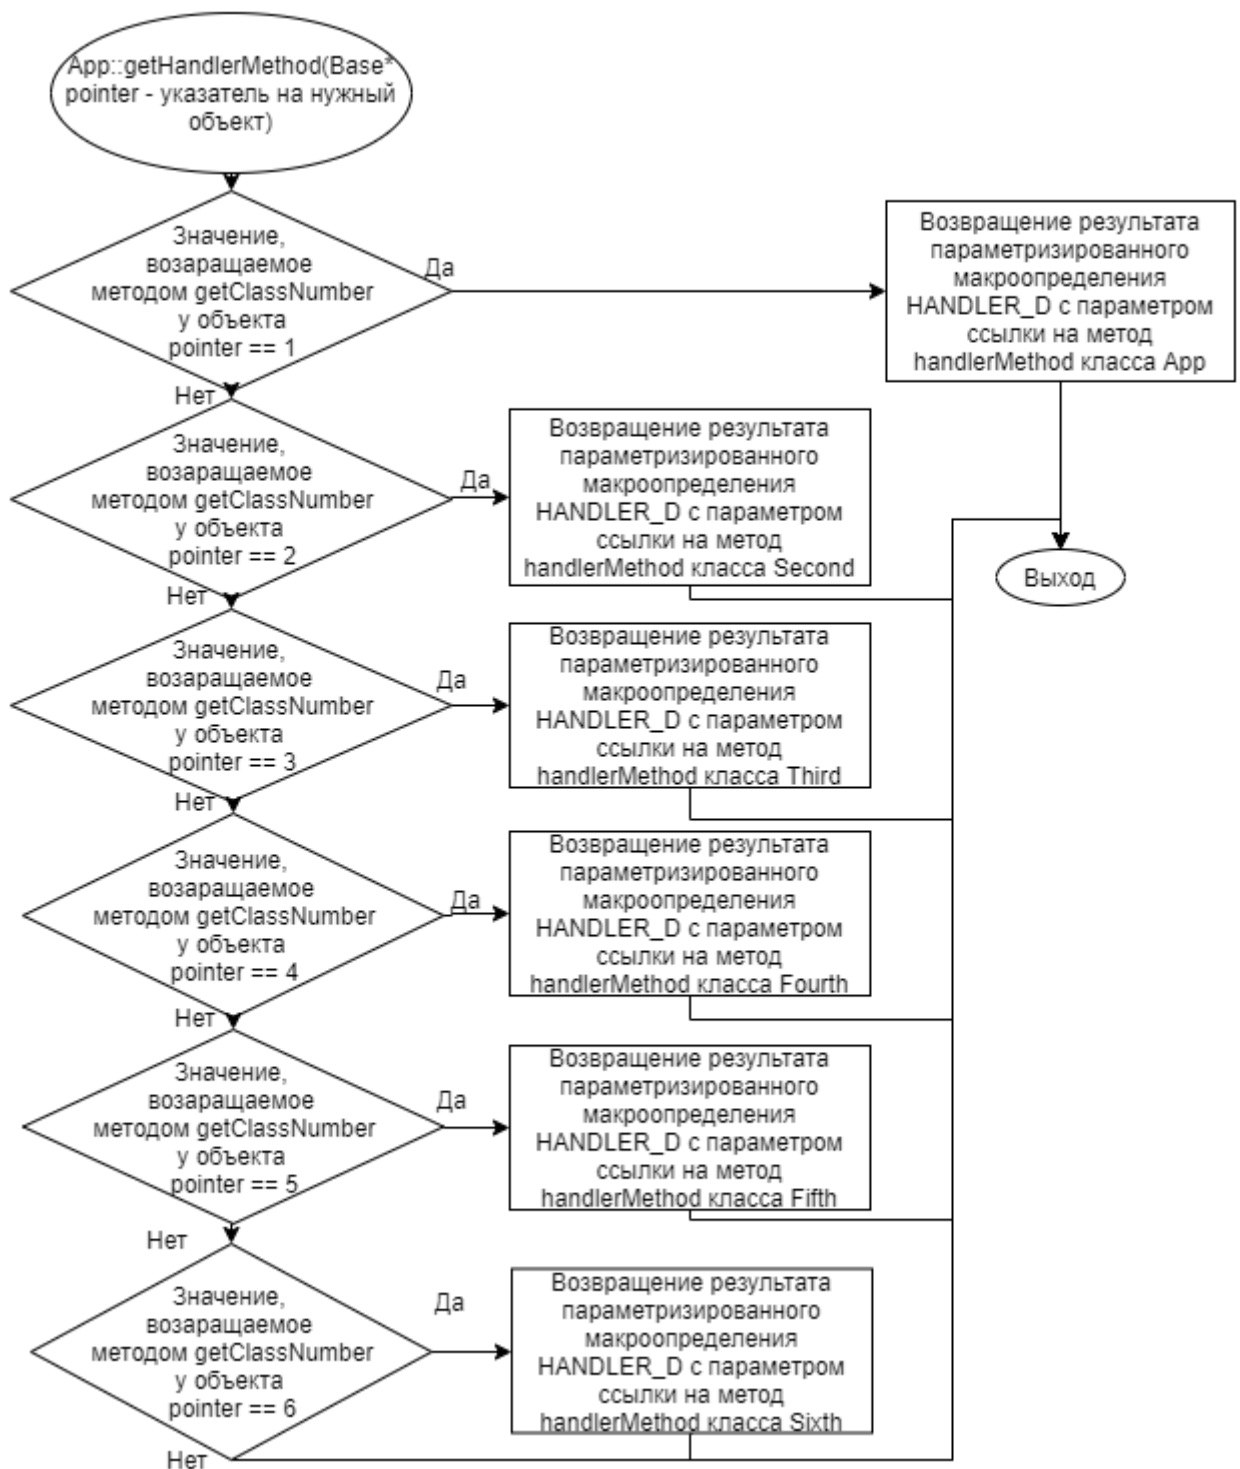 App::getHandlerMethod(Base*
pointer - указатель на нужный
объект)
Значение,
возаращаемое
методом getClassNumber
у объекта
pointer == 1
Да
Возвращение результата
параметризированного
макроопределения
HANDLER_D с параметром
ссылки на метод
handlerMethod класса App
Нет
Значение,
возаращаемое
методом getClassNumber
у объекта
pointer == 2
Да
Возвращение результата
параметризированного
макроопределения
HANDLER_D с параметром
ссылки на метод
handlerMethod класса Second
Выход
Нет
Значение,
возаращаемое
методом getClassNumber
у объекта
pointer == 3
Да
Возвращение результата
параметризированного
макроопределения
HANDLER_D с параметром
ссылки на метод
handlerMethod класса Third
Нет
Значение,
возаращаемое
методом getClassNumber
у объекта
pointer == 4
Да
Возвращение результата
параметризированного
макроопределения
HANDLER_D с параметром
ссылки на метод
handlerMethod класса Fourth
Нет
Значение,
возаращаемое
методом getClassNumber
у объекта
pointer == 5
Да
Возвращение результата
параметризированного
макроопределения
HANDLER_D с параметром
ссылки на метод
handlerMethod класса Fifth
Нет
Значение,
возаращаемое
методом getClassNumber
у объекта
pointer == 6
Да
Возвращение результата
параметризированного
макроопределения
HANDLER_D с параметром
ссылки на метод
handlerMethod класса Sixth
Нет